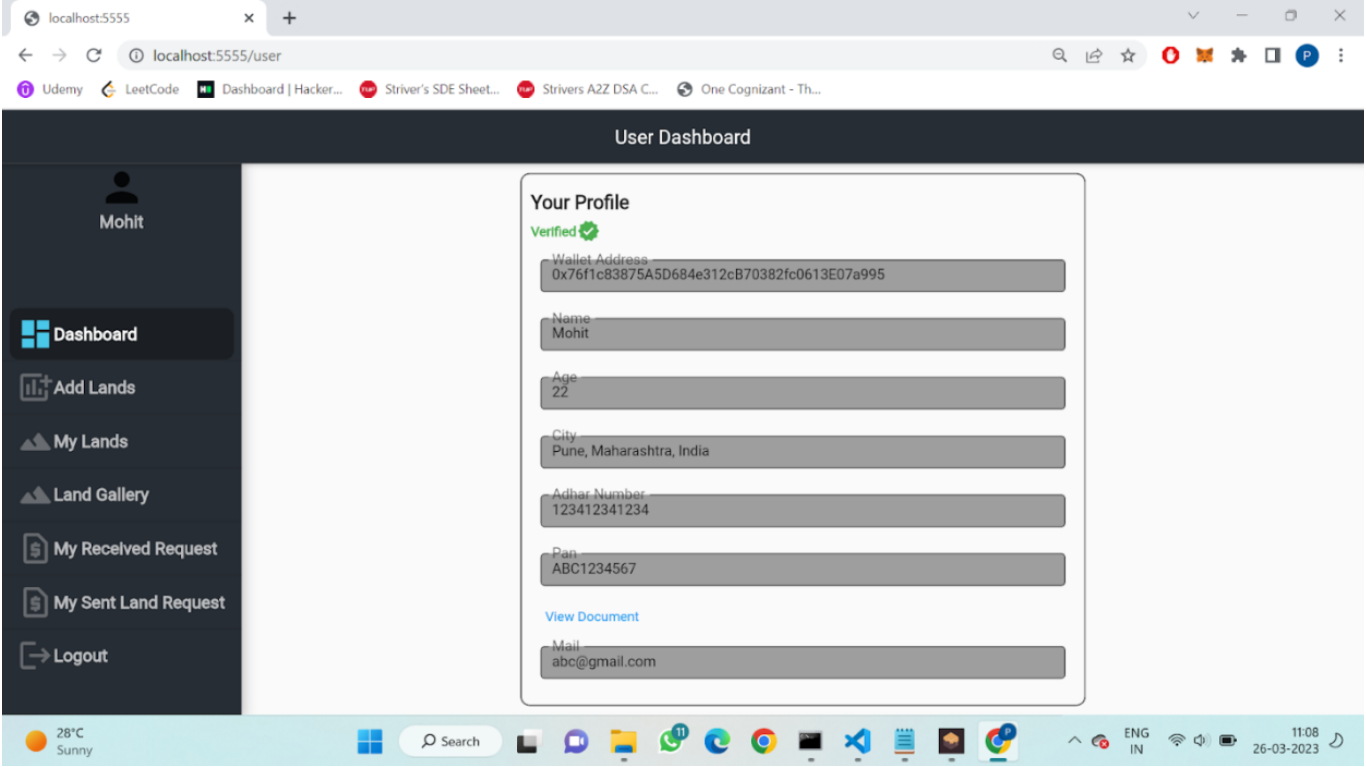 localhost:5555
localhost:5555/user
Udemy LeetCode Dashboard | Hacker... Striver's SDE Sheet... Strivers A2Z DSA C... One Cognizant - Th...
User Dashboard
Mohit
Dashboard
Add Lands
My Lands
Land Gallery
My Received Request
My Sent Land Request
Logout
Your Profile
Verified
Wallet Address
0x76f1c83875A5D684e312cB70382fc0613E07a995
Name
Mohit
Age
22
City
Pune, Maharashtra, India
Adhar Number
123412341234
Pan
ABC1234567
View Document
Mail
abc@gmail.com
28°C
Sunny
Search
11
P
ENG
IN
11:08
26-03-2023